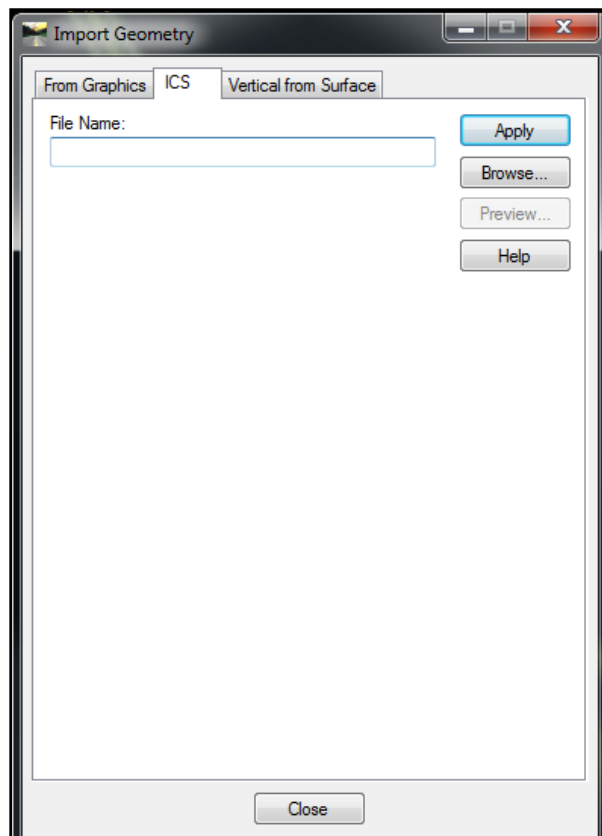 Import Geometry
From Graphics ICS Vertical from Surface
File Name:
Apply
Browse...
Preview...
Help
Close